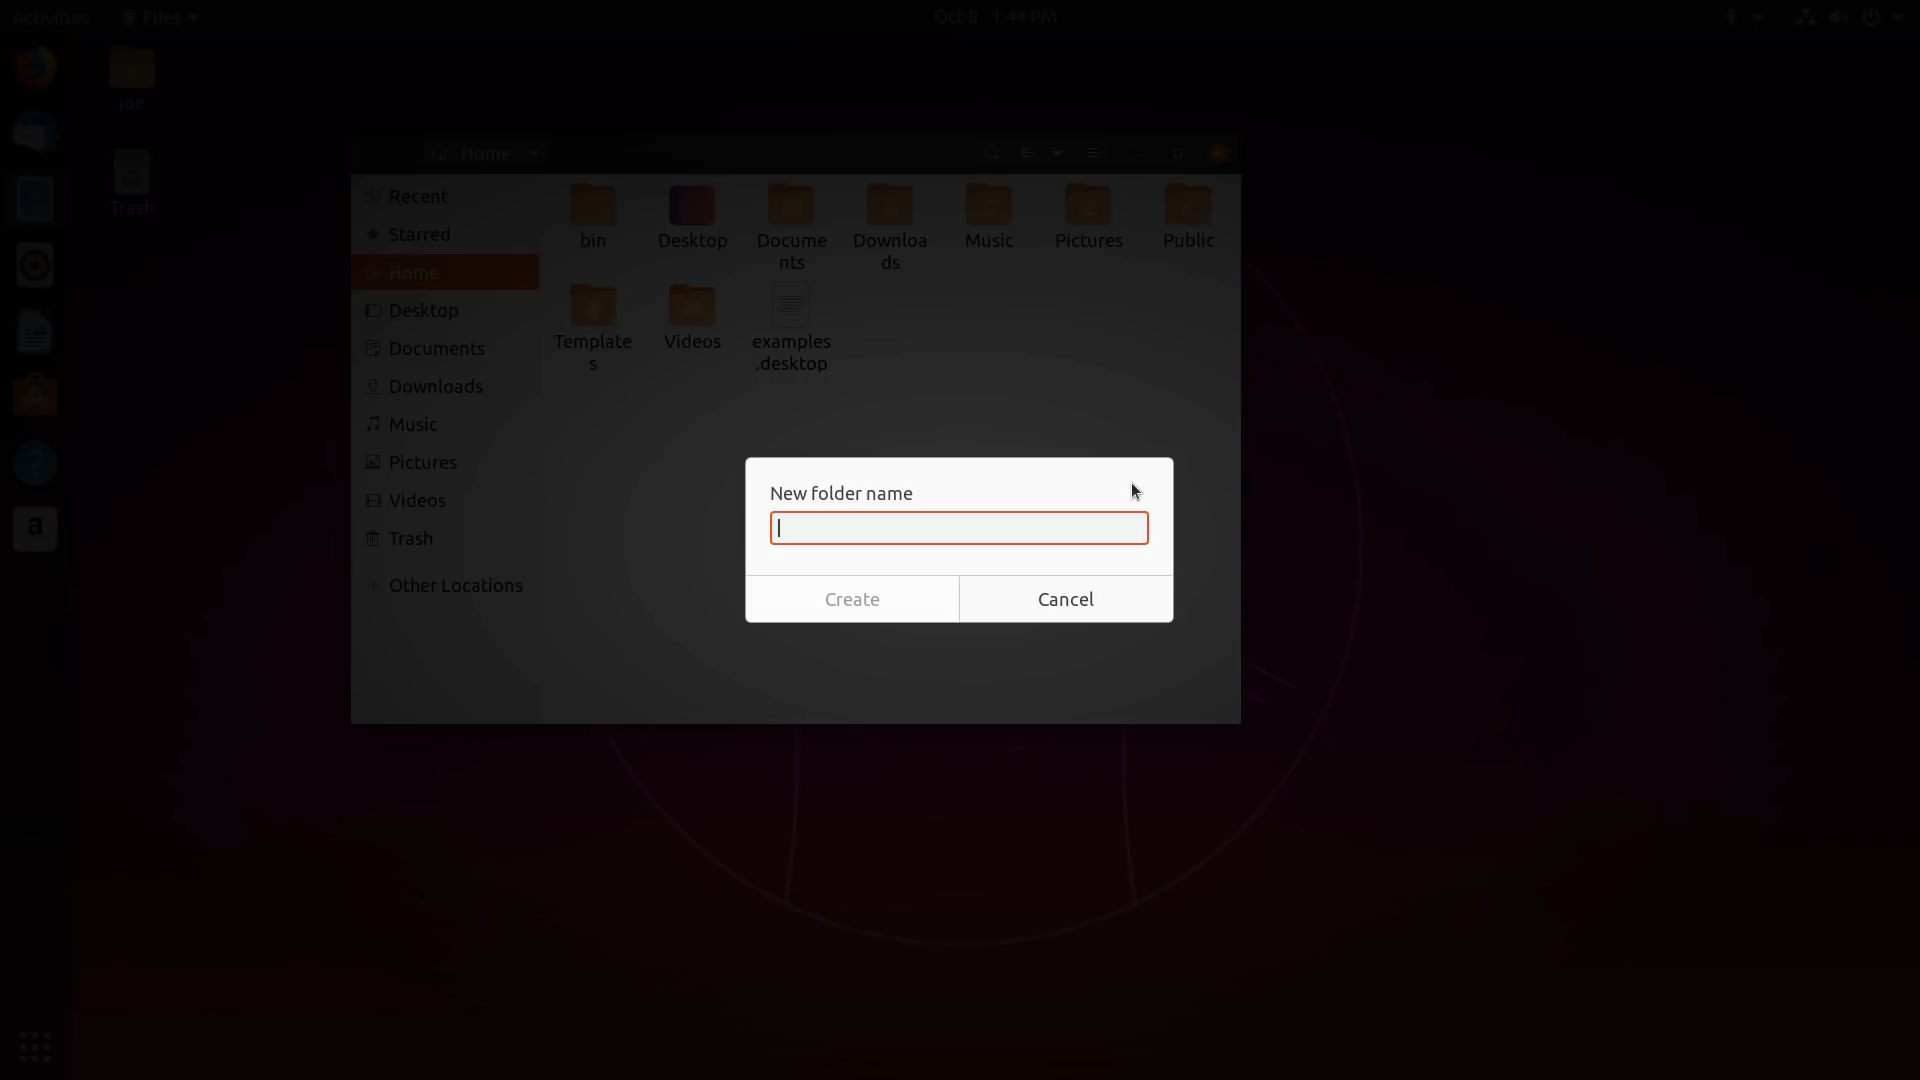 Activities Files Oct 8 1:44 PM
joe
Trash
Home
Recent
Starred
Home
Desktop
Documents
Downloads
Music
Pictures
Videos
Trash
Other Locations
bin Desktop Docume Downloa Music Pictures Public
nts ds
Template Videos examples
s .desktop
New folder name
Create Cancel
a